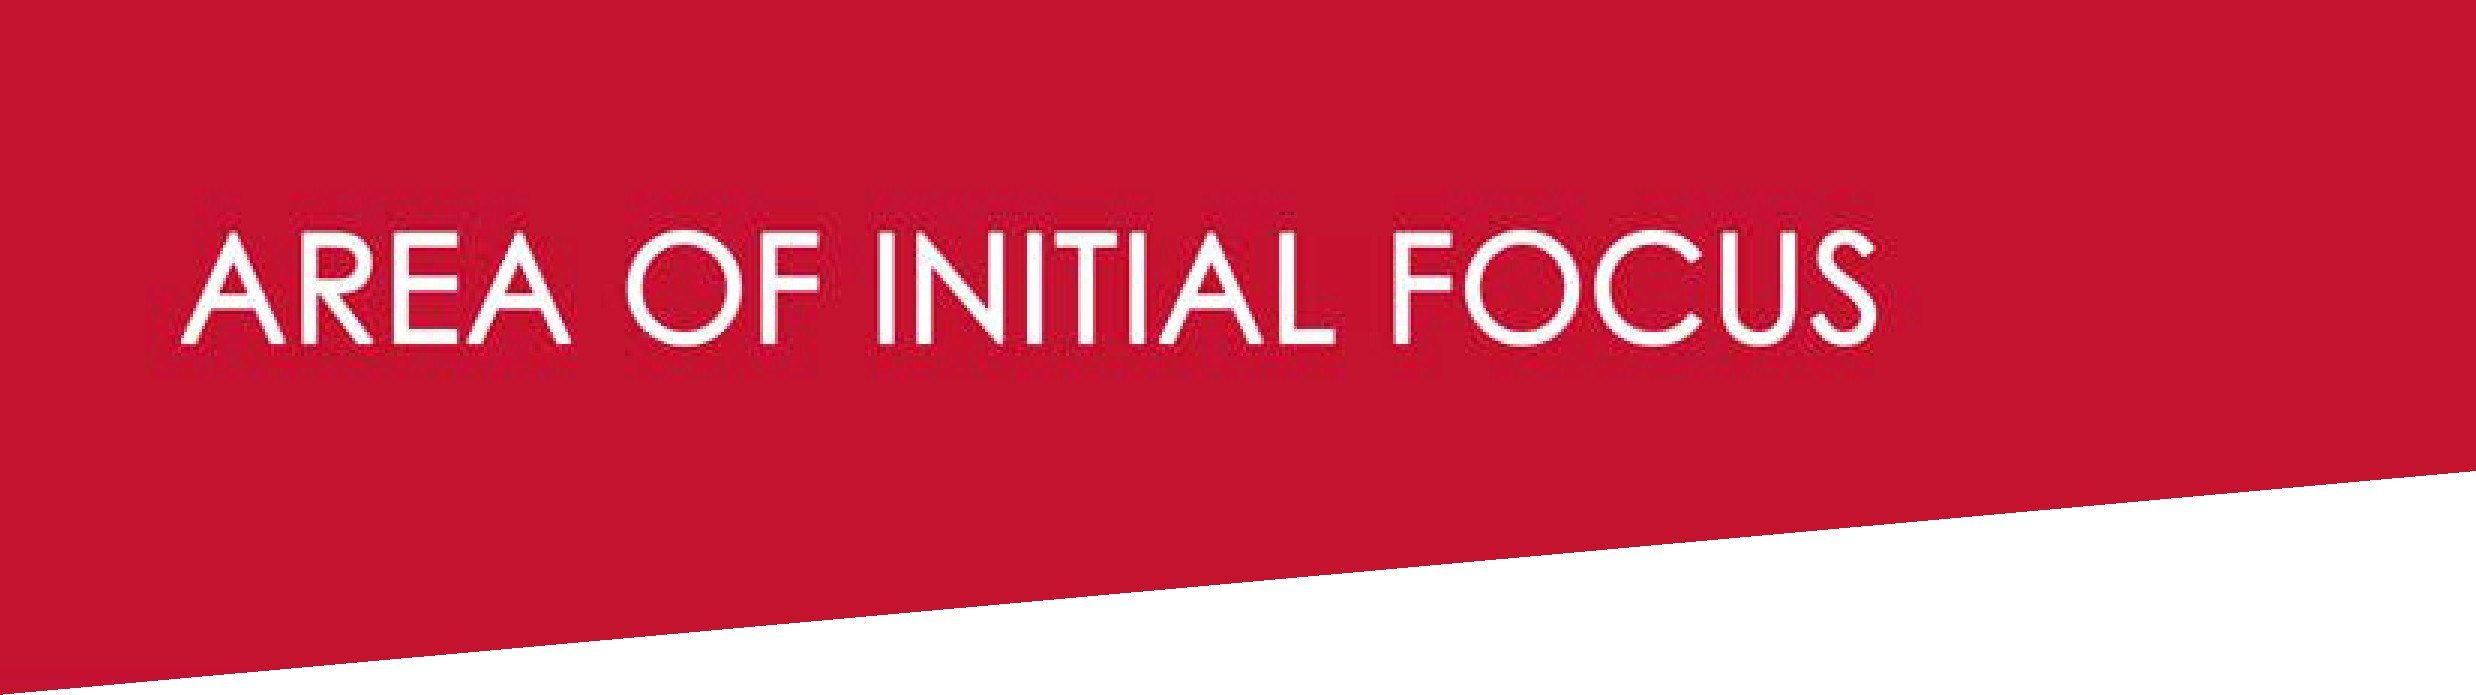 AREA OF INITIAL FOCUS